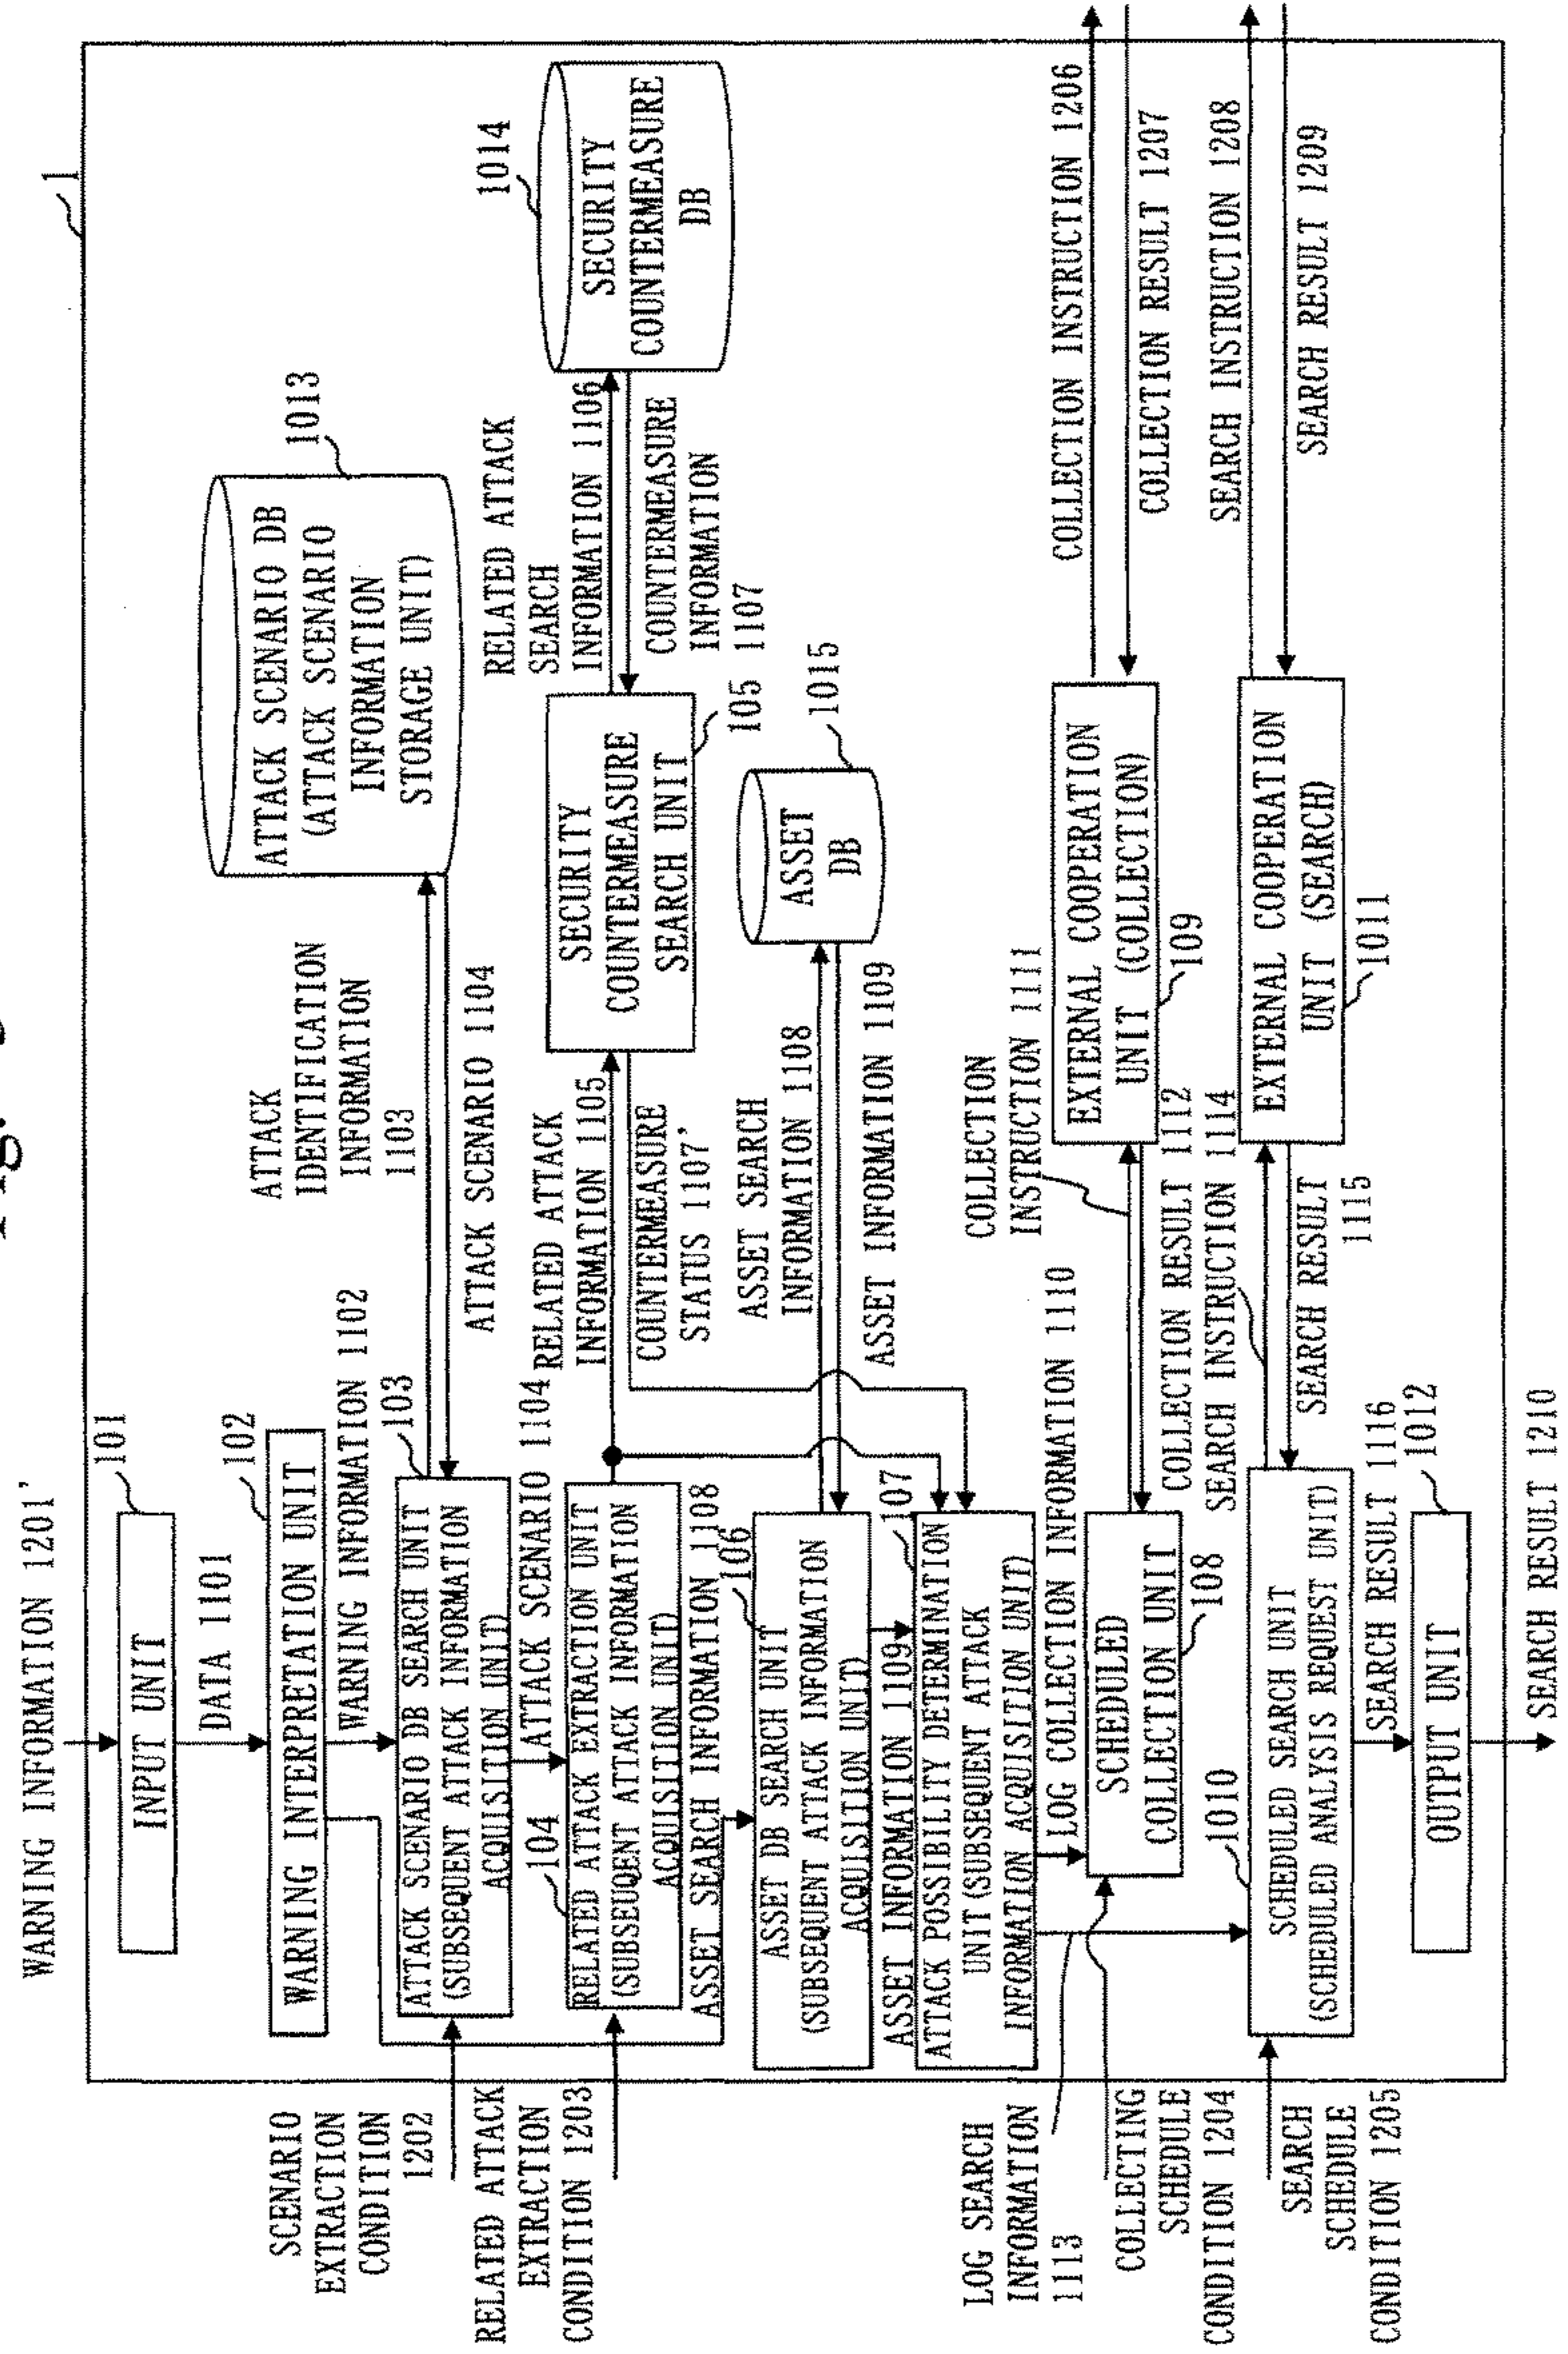 1
WARNING INFORMATION 1201'
101
INPUT UNIT
DATA 1101
102
WARNING INTERPRETATION UNIT
WARNING INFORMATION 1102
SCENARIO
EXTRACTION
CONDITION
1202
103
ATTACK SCENARIO DB SEARCH UNIT
(SUBSEQUENT ATTACK INFORMATION
ACQUISITION UNIT)
ATTACK
IDENTIFICATION
INFORMATION
1103
ATTACK SCENARIO 1104
1013
ATTACK SCENARIO DB
(ATTACK SCENARIO
INFORMATION
STORAGE UNIT)
ATTACK SCENARIO 1104
RELATED ATTACK
EXTRACTION
CONDITION 1203
104
RELATED ATTACK EXTRACTION UNIT
(SUBSEUQENT ATTACK INFORMATION
ACQUISITION UNIT)
RELATED ATTACK
INFORMATION 1105
COUNTERMEASURE
STATUS 1107'
SECURITY
COUNTERMEASURE
SEARCH UNIT
105
RELATED ATTACK
SEARCH
INFORMATION 1106
COUNTERMEASURE
INFORMATION
1107
1014
SECURITY
COUNTERMEASURE
DB
ASSET SEARCH INFORMATION 1108
106
ASSET DB SEARCH UNIT
(SUBSEQUENT ATTACK INFORMATION
ACQUISITION UNIT)
ASSET SEARCH
INFORMATION 1108
ASSET INFORMATION 1109
1015
ASSET
DB
ASSET INFORMATION 1109
107
ATTACK POSSIBILITY DETERMINATION
UNIT (SUBSEQUENT ATTACK
INFORMATION ACQUISITION UNIT)
LOG SEARCH
INFORMATION
1113
LOG COLLECTION INFORMATION 1110
COLLECTING
SCHEDULE
CONDITION 1204
SCHEDULED
COLLECTION UNIT
108
COLLECTION
INSTRUCTION 1111
COLLECTION RESULT 1112
EXTERNAL COOPERATION
UNIT (COLLECTION)
109
COLLECTION INSTRUCTION 1206
COLLECTION RESULT 1207
SEARCH
SCHEDULE
CONDITION 1205
1010
SCHEDULED SEARCH UNIT
(SCHEDULED ANALYSIS REQUEST UNIT)
SEARCH INSTRUCTION 1114
SEARCH RESULT
1115
EXTERNAL COOPERATION
UNIT (SEARCH)
1011
SEARCH INSTRUCTION 1208
SEARCH RESULT 1209
SEARCH RESULT 1116
1012
OUTPUT UNIT
SEARCH RESULT 1210